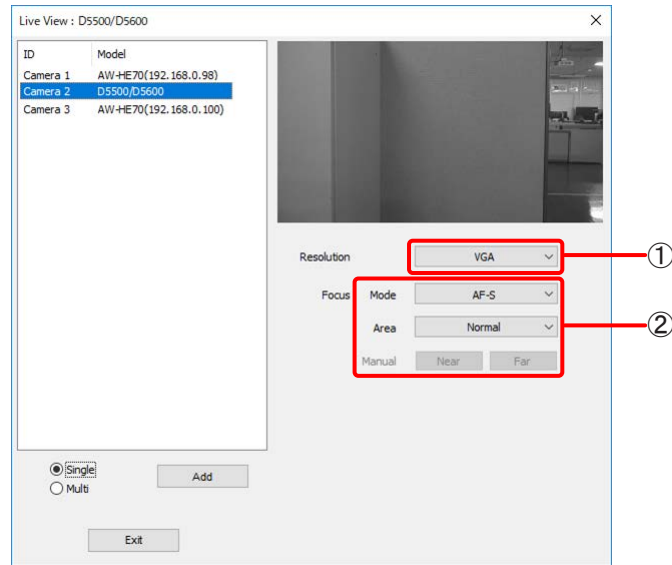 Live View : D5500/D5600
ID Model
Camera 1 AW-HE70(192.168.0.98)
Camera 2 D5500/D5600
Camera 3 AW-HE70(192.168.0.100)
Resolution VGA
①
Focus Mode AF-S
Area Normal
②
Manual Near Far
Single
Multi
Add
Exit